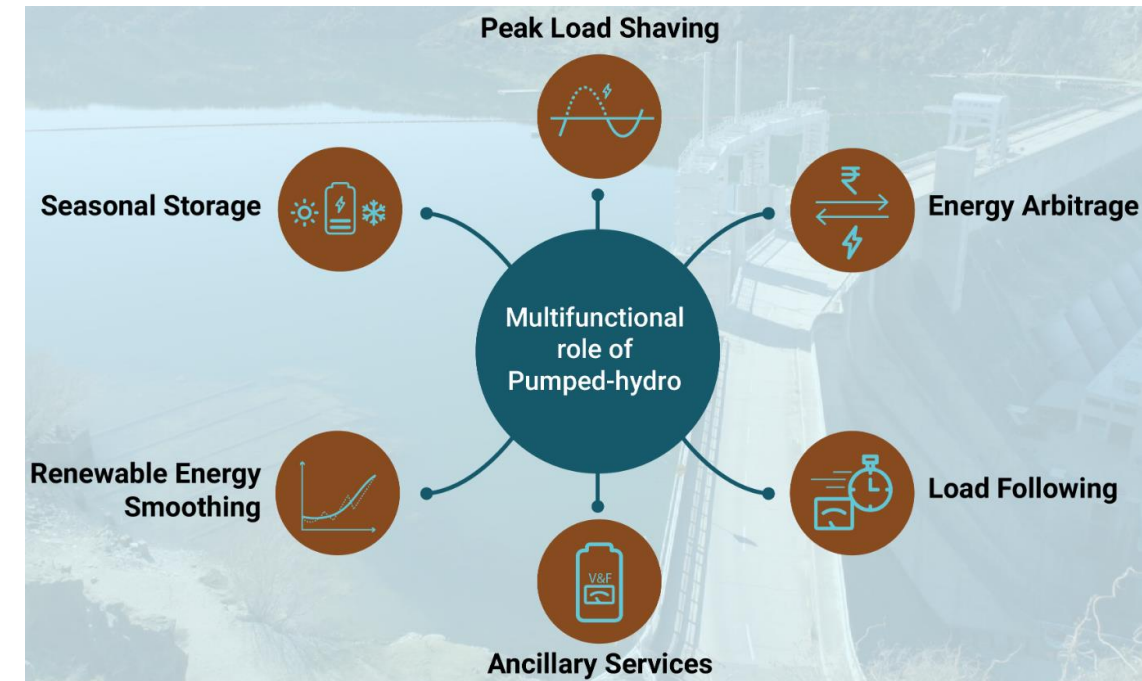 Peak Load Shaving
Seasonal Storage
₹
Energy Arbitrage
Multifunctional
role of
Pumped-hydro
Renewable Energy
Smoothing
Load Following
V&F
Ancillary Services